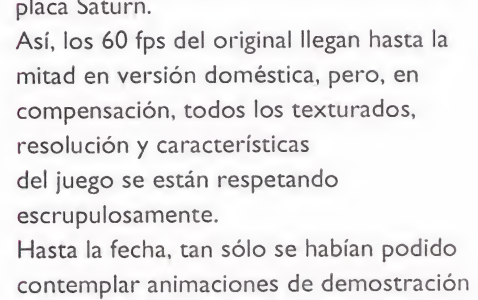 placa Saturn.
Así, los 60 fps del original llegan hasta la
mitad en versión doméstica, pero, en
compensación, todos los texturados,
resolución y características
del juego se están respetando
escrupulosamente.
Hasta la fecha, tan sólo se habían podido
contemplar animaciones de demostración